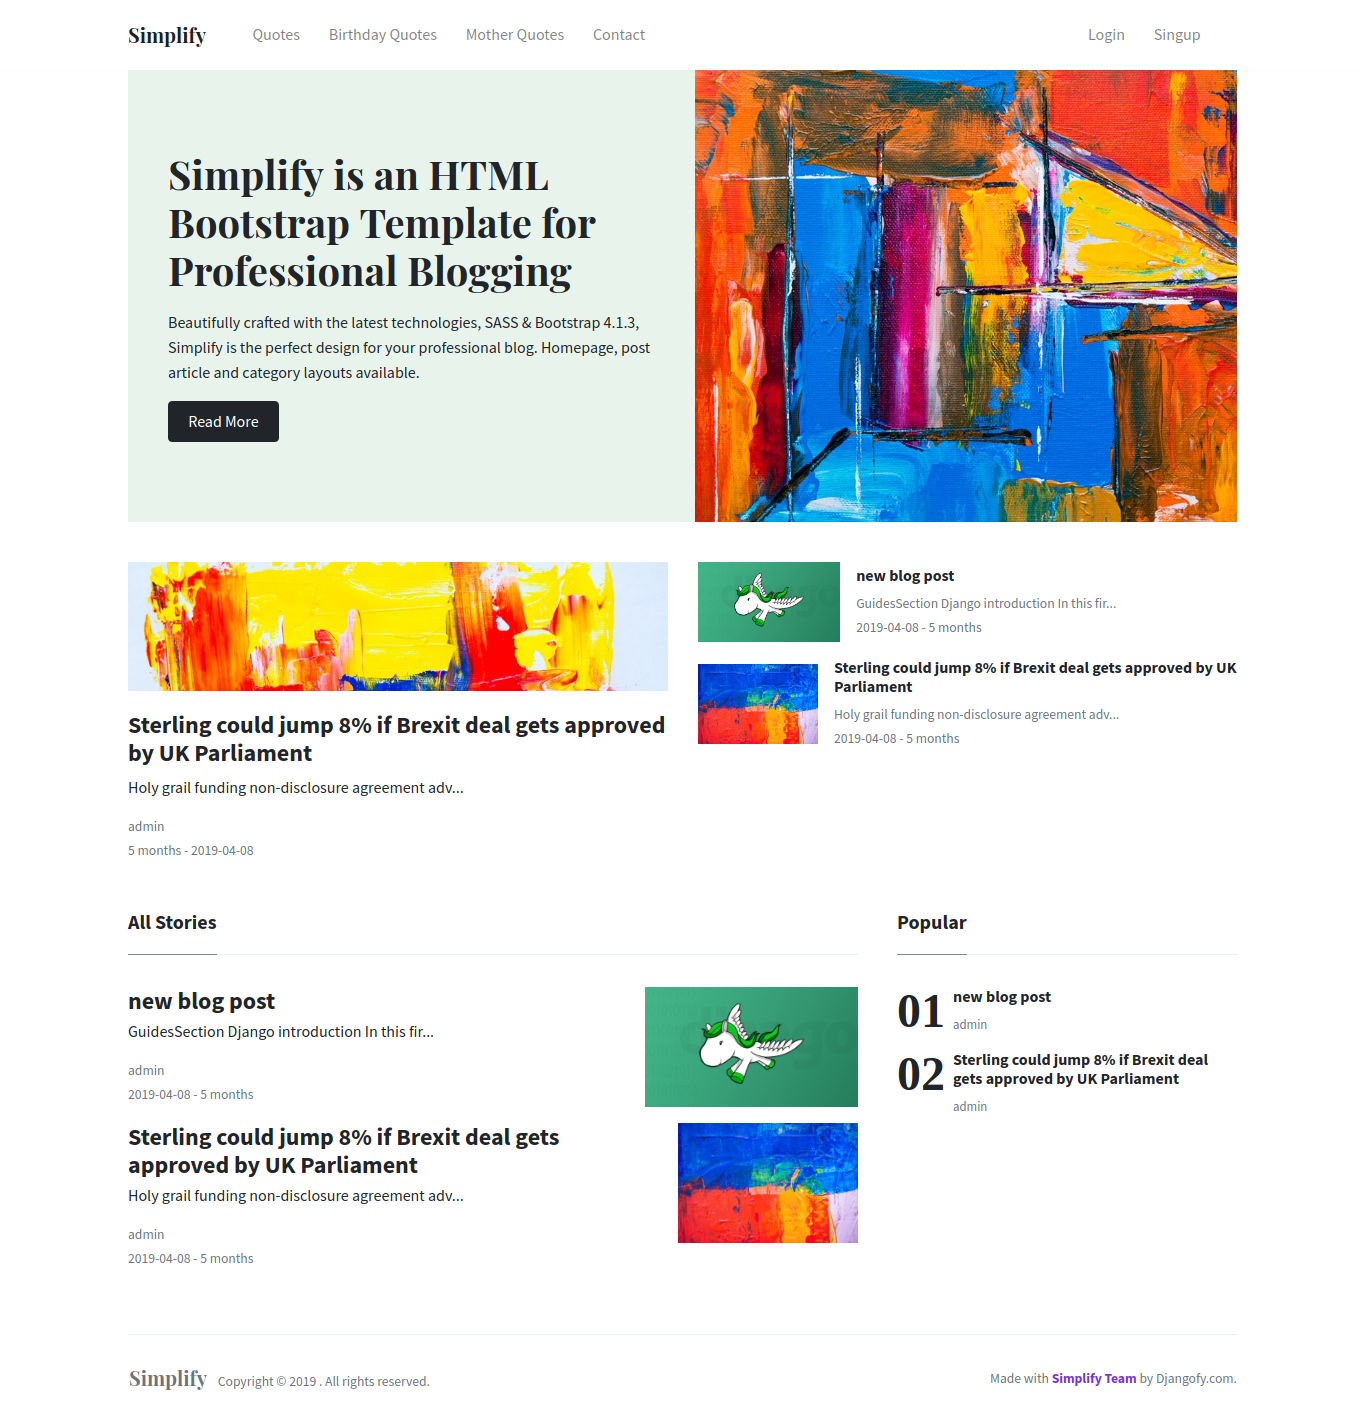 Simplify
Quotes
Birthday Quotes
Mother Quotes
Contact
Login
Singup
Simplify is an HTML
Bootstrap Template for
Professional Blogging
Beautifully crafted with the latest technologies, SASS & Bootstrap 4.1.3,
Simplify is the perfect design for your professional blog. Homepage, post
article and category layouts available.
Read More
Sterling could jump 8% if Brexit deal gets approved
by UK Parliament
Holy grail funding non-disclosure agreement adv...
admin
5 months - 2019-04-08
new blog post
GuidesSection Django introduction In this fir...
2019-04-08 - 5 months
Sterling could jump 8% if Brexit deal gets approved by UK
Parliament
Holy grail funding non-disclosure agreement adv...
2019-04-08 - 5 months
All Stories
new blog post
GuidesSection Django introduction In this fir...
admin
2019-04-08 - 5 months
Sterling could jump 8% if Brexit deal gets
approved by UK Parliament
Holy grail funding non-disclosure agreement adv...
admin
2019-04-08 - 5 months
Popular
01
new blog post
admin
02
Sterling could jump 8% if Brexit deal
gets approved by UK Parliament
admin
Simplify
Copyright © 2019 . All rights reserved.
Made with Simplify Team by Djangofy.com.